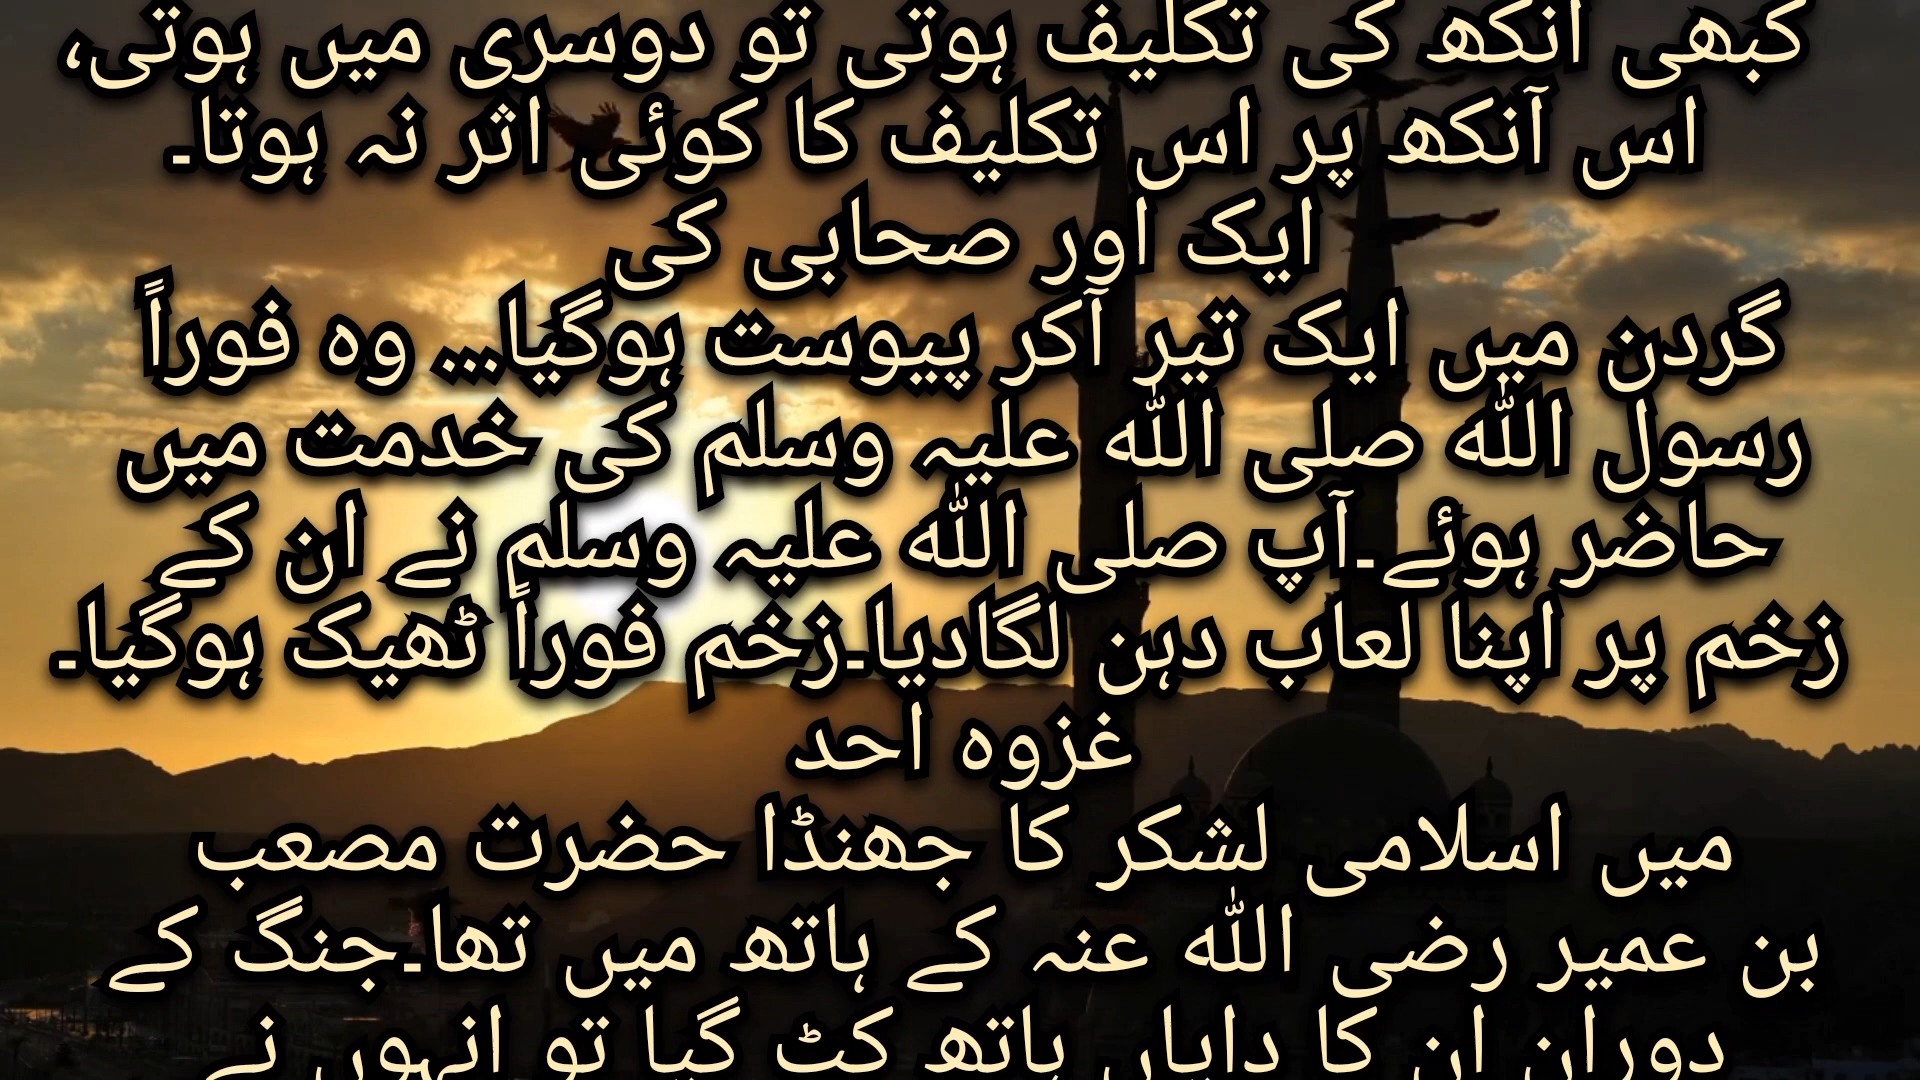 کبھی آنکھ کی تکلیف ہوتی تو دوسری میں ہوتی،
اس آنکھ پر اس تکلیف کا کوئی اثر نہ ہوتا۔
ایک اور صحابی کی
گردن میں ایک تیر آکر پیوست ہوگیا... وہ فوراً
رسول اللہ صلی اللہ علیہ وسلم کی خدمت میں
حاضر ہوئے۔آپ صلی اللہ علیہ وسلم نے ان کے
زخم پر اپنا لعاب دہن لگادیا۔زخم فوراً ٹھیک ہوگیا۔
غزوہ احد
میں اسلامی لشکر کا جھنڈا حضرت مصعب
بن عمیر رضی اللہ عنہ کے ہاتھ میں تھا۔جنگ کے
دوران ان کا دایاں ہاتھ کٹ گیا تو انہوں نے